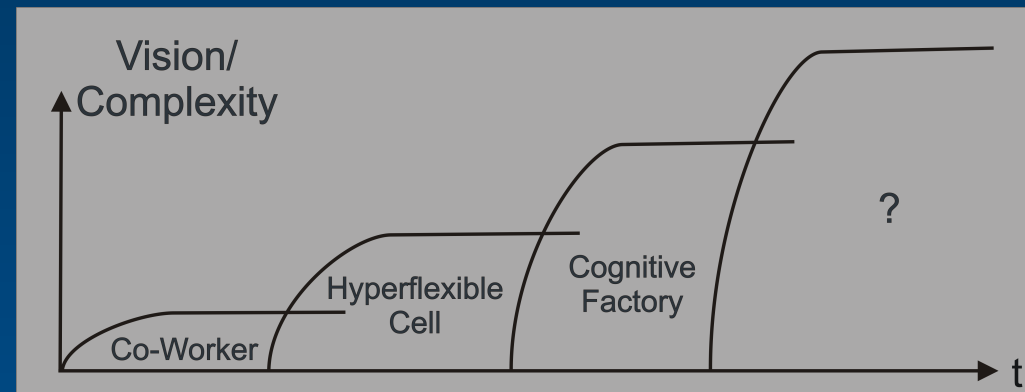 Vision/
Complexity
Co-Worker
Hyperflexible
Cell
Cognitive
Factory
?
t